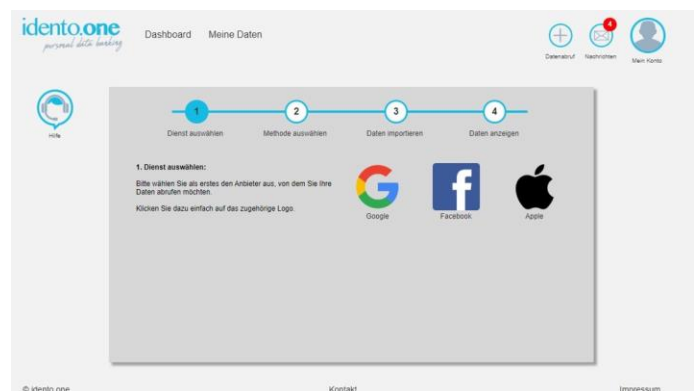 idento.one
personal data banking
Dashboard Meine Daten
4
Datenabruf Nachrichten Mein Konto
Hilfe
1 2 3 4
Dienst auswählen Methode auswählen Daten importieren Daten anzeigen
1. Dienst auswählen:
Bitte wählen Sie als erstes den Anbieter aus, von dem Sie Ihre
Daten abrufen möchten.
Klicken Sie dazu einfach auf das zugehörige Logo.
Google Facebook Apple
© idento.one Kontakt Impressum